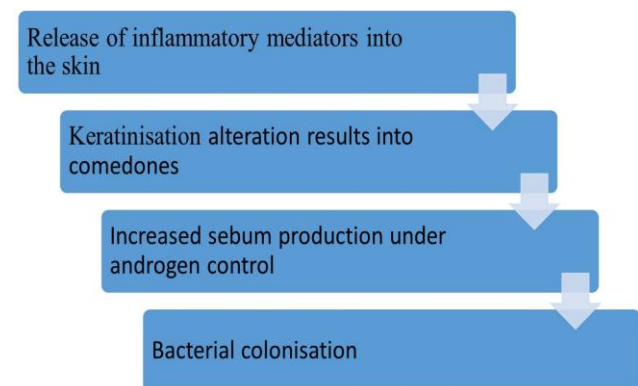 Release of inflammatory mediators into
the skin
Keratinisation alteration results into
comedones
Increased sebum production under
androgen control
Bacterial colonisation